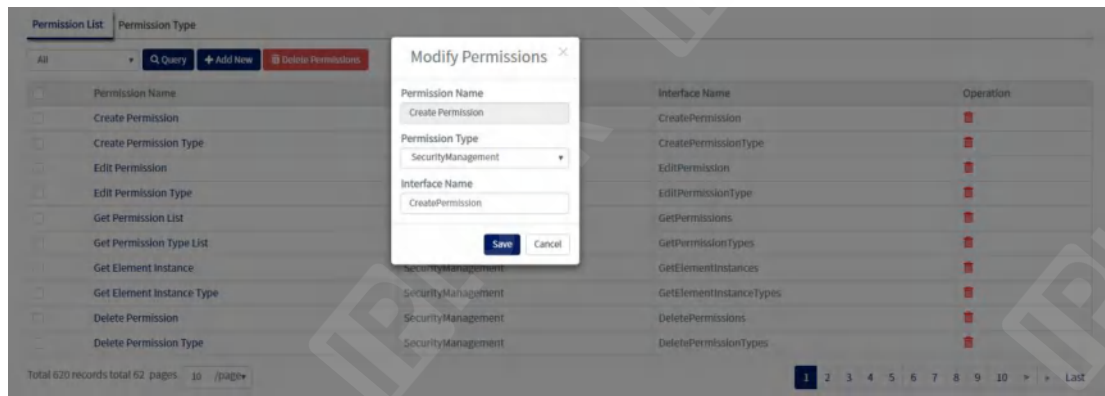 Permission List Permission Type
All Query Add New Delete Permissions
Modify Permissions
Permission Name
Create Permission
Permission Type
SecurityManagement
Interface Name
CreatePermission
Save Cancel
Permission Name Interface Name Operation
Create Permission CreatePermission
Create Permission Type CreatePermissionType
Edit Permission EditPermission
Edit Permission Type EditPermissionType
Get Permission List GetPermissions
Get Permission Type List GetPermissionTypes
Get Element Instance SecurityManagement GetElementInstances
Get Element Instance Type SecurityManagement GetElementInstanceTypes
Delete Permission SecurityManagement DeletePermissions
Delete Permission Type SecurityManagement DeletePermissionTypes
Total 620 records total 62 pages 10 /page 1 2 3 4 5 6 7 8 9 10 > » Last